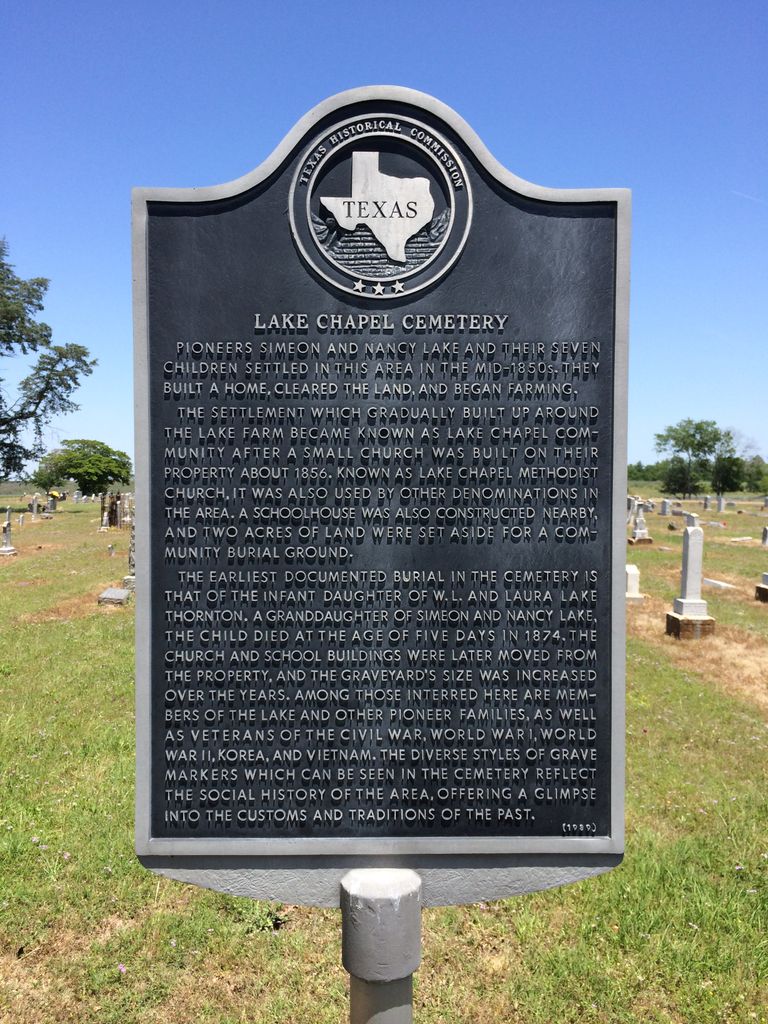 TEXAS HISTORICAL COMMISSION
TEXAS
LAKE CHAPEL CEMETERY
PIONEERS SIMEON AND NANCY LAKE AND THEIR SEVEN
CHILDREN SETTLED IN THIS AREA IN THE MID-1850s. THEY
BUILT A HOME, CLEARED THE LAND, AND BEGAN FARMING.
THE SETTLEMENT WHICH GRADUALLY BUILT UP AROUND
THE LAKE FARM BECAME KNOWN AS LAKE CHAPEL COM-
MUNITY AFTER A SMALL CHURCH WAS BUILT ON THEIR
PROPERTY ABOUT 1856. KNOWN AS LAKE CHAPEL METHODIST
CHURCH, IT WAS ALSO USED BY OTHER DENOMINATIONS IN
THE AREA. A SCHOOLHOUSE WAS ALSO CONSTRUCTED NEARBY,
AND TWO ACRES OF LAND WERE SET ASIDE FOR A COM-
MUNITY BURIAL GROUND.
THE EARLIEST DOCUMENTED BURIAL IN THE CEMETERY IS
THAT OF THE INFANT DAUGHTER OF W.L. AND LAURA LAKE
THORNTON. A GRANDDAUGHTER OF SIMEON AND NANCY LAKE,
THE CHILD DIED AT THE AGE OF FIVE DAYS IN 1874. THE
CHURCH AND SCHOOL BUILDINGS WERE LATER MOVED FROM
THE PROPERTY, AND THE GRAVEYARD'S SIZE WAS INCREASED
OVER THE YEARS. AMONG THOSE INTERRED HERE ARE MEM-
BERS OF THE LAKE AND OTHER PIONEER FAMILIES, AS WELL
AS VETERANS OF THE CIVIL WAR, WORLD WAR I, WORLD
WAR II, KOREA, AND VIETNAM. THE DIVERSE STYLES OF GRAVE
MARKERS WHICH CAN BE SEEN IN THE CEMETERY REFLECT
THE SOCIAL HISTORY OF THE AREA, OFFERING A GLIMPSE
INTO THE CUSTOMS AND TRADITIONS OF THE PAST.
(1989)